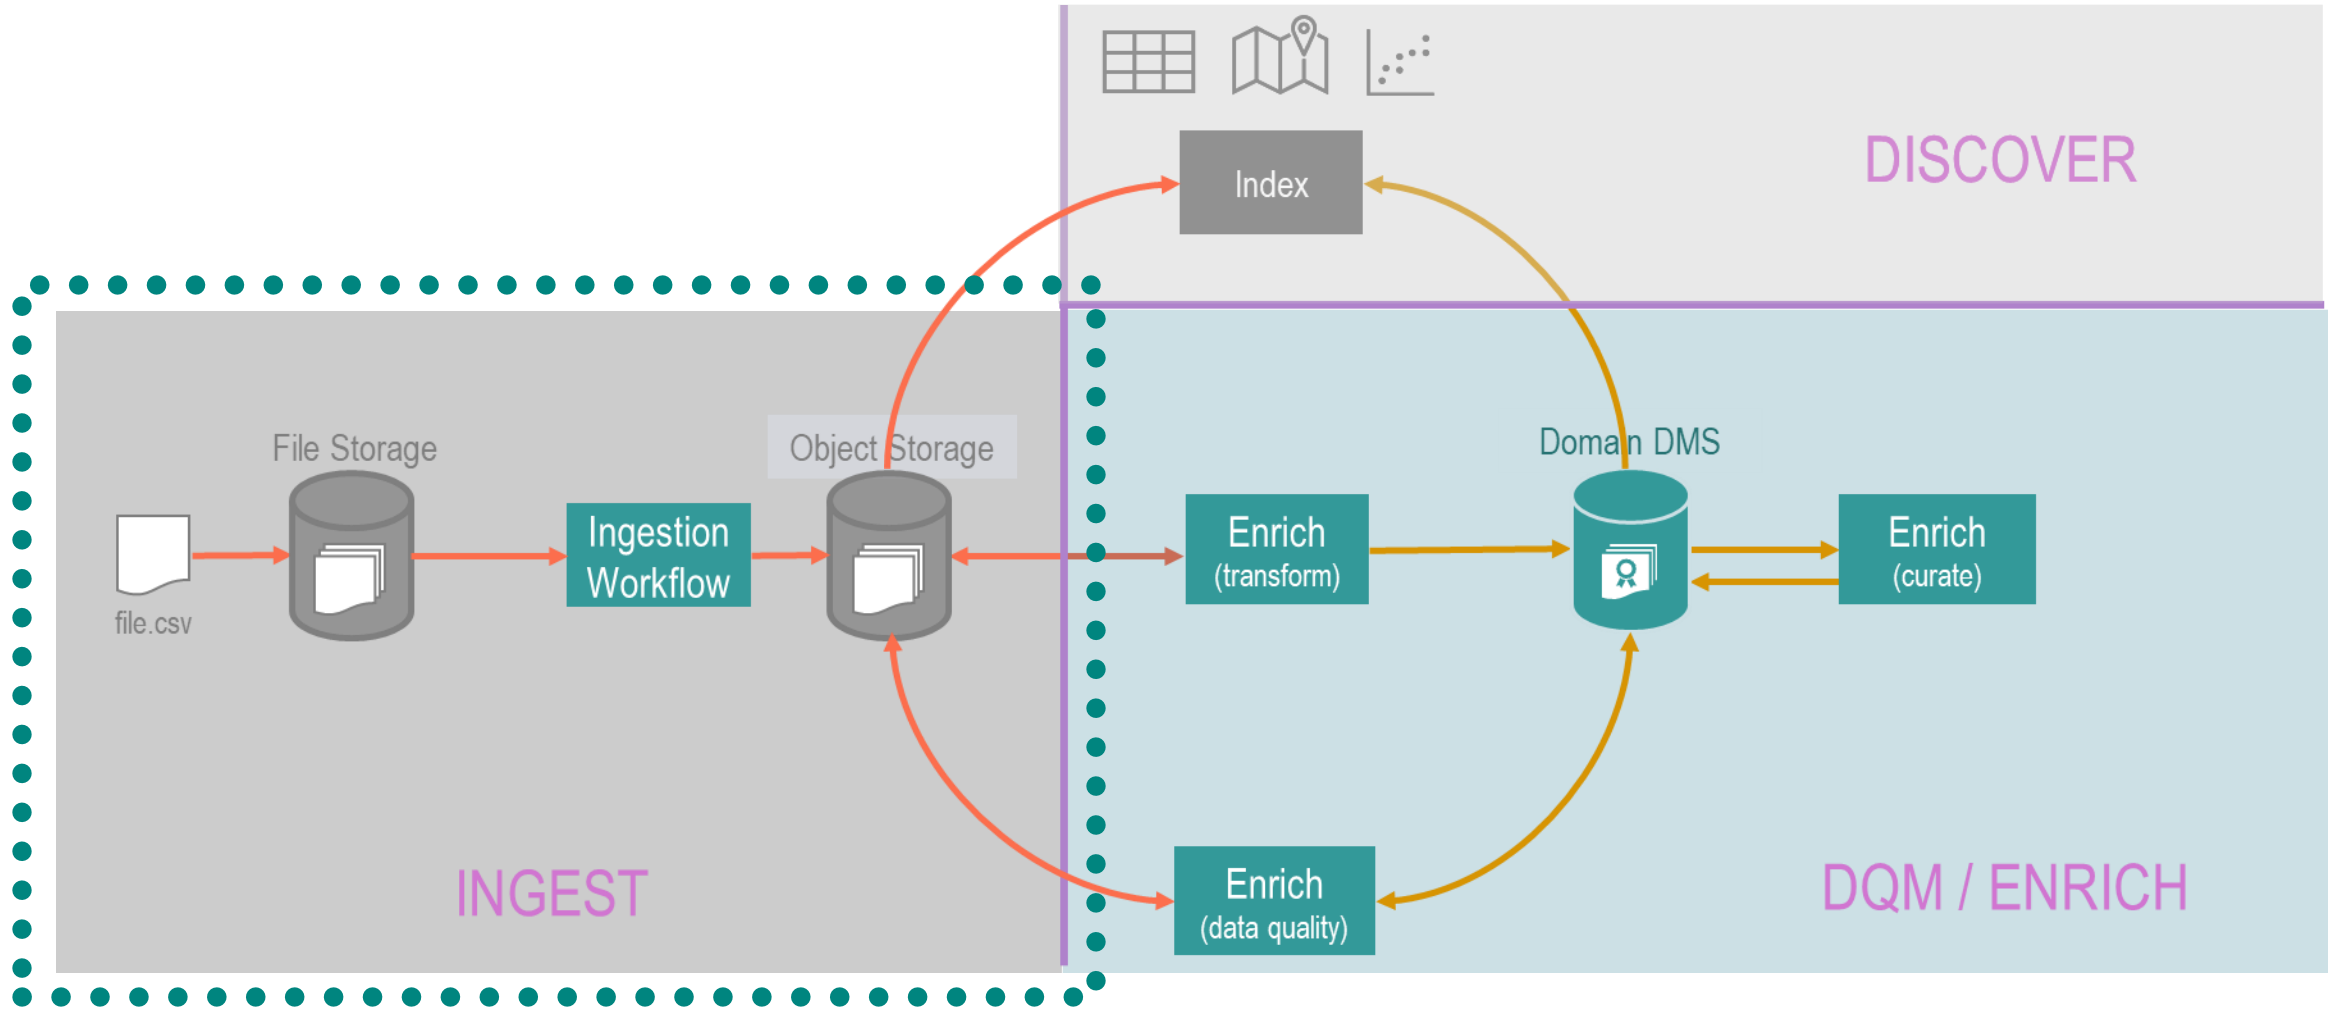 DISCOVER
Index
File Storage
Object Storage
Domain DMS
file.csv
Ingestion
Workflow
Enrich
(transform)
Enrich
(curate)
INGEST
Enrich
(data quality)
DQM / ENRICH